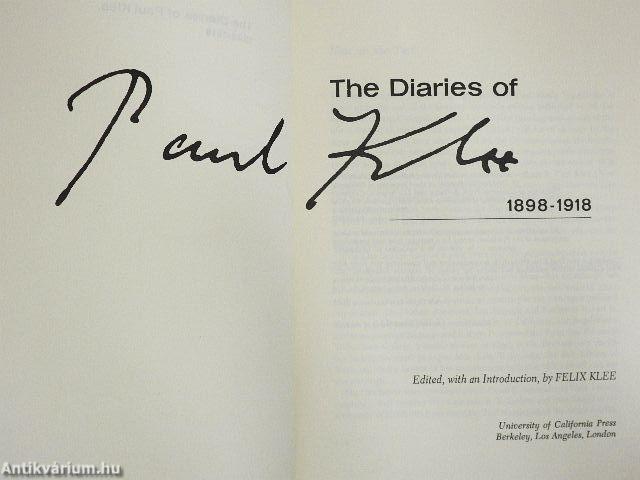 The Diaries of
Paul Klee
1898-1918
Edited, with an Introduction, by FELIX KLEE
University of California Press
Berkeley, Los Angeles, London
Antikvárium.hu